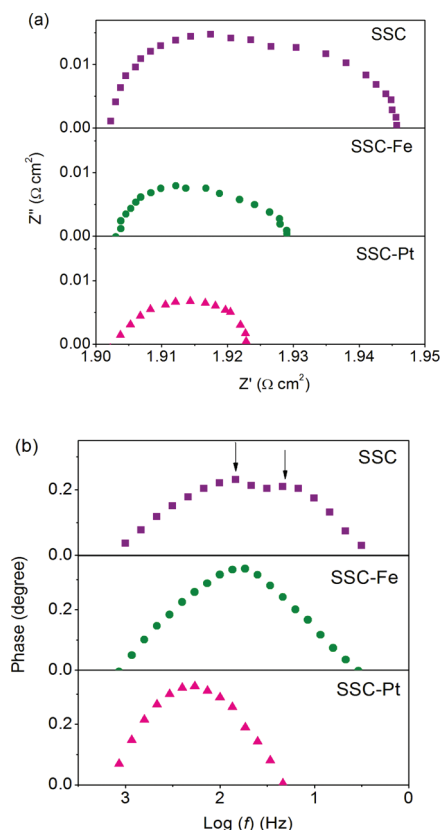 (a)
SSC
0.01
0.00
SSC-Fe
0.01
Z'' (Ω cm²)
0.00
SSC-Pt
0.01
0.00
1.90 1.91 1.92 1.93 1.94 1.95
Z' (Ω cm²)
(b)
SSC
0.2
0.0
SSC-Fe
0.2
Phase (degree)
0.0
SSC-Pt
0.2
0.0
3 2 1 0
Log (f) (Hz)